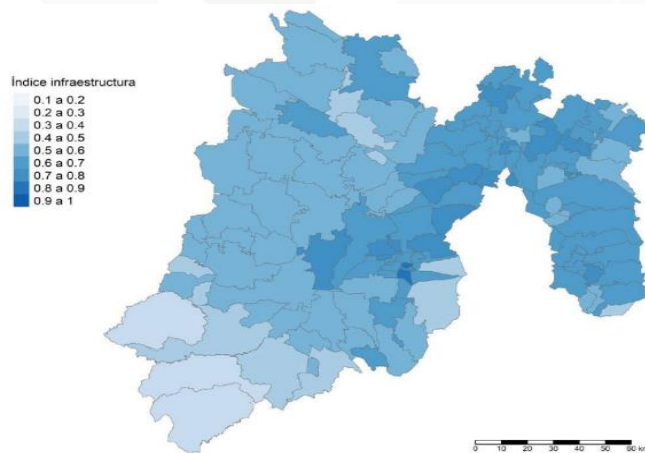 Índice infraestructura
0.1 a 0.2
0.2 a 0.3
0.3 a 0.4
0.4 a 0.5
0.5 a 0.6
0.6 a 0.7
0.7 a 0.8
0.8 a 0.9
0.9 a 1
0 10 20 30 40 50 60 km